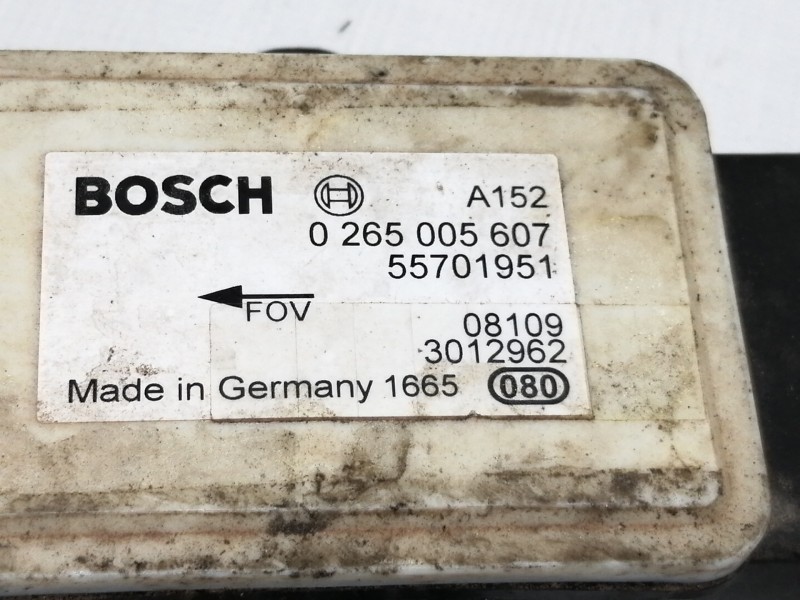 BOSCH A152
0 265 005 607
55701951
FOV
08109
3012962
Made in Germany 1665 080